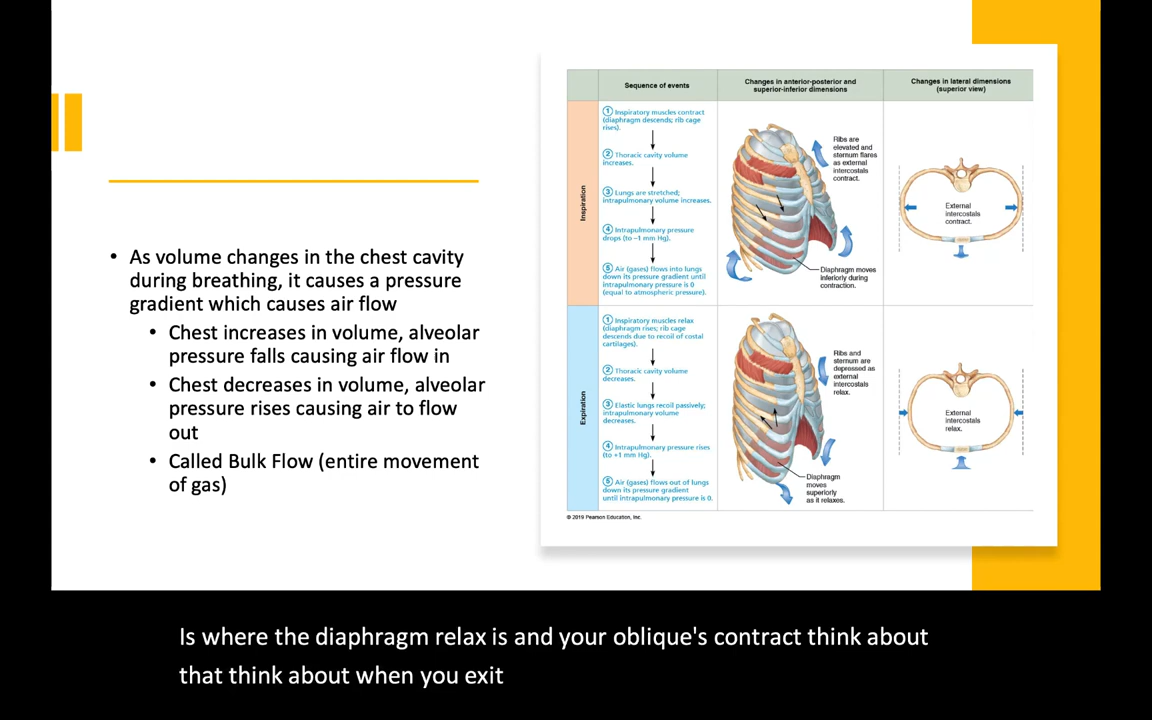 • As volume changes in the chest cavity
during breathing, it causes a pressure
gradient which causes air flow
• Chest increases in volume, alveolar
pressure falls causing air flow in
• Chest decreases in volume, alveolar
pressure rises causing air to flow
out
• Called Bulk Flow (entire movement
of gas)
Sequence of events
Changes in anterior-posterior and
superior-inferior dimensions
Changes in lateral dimensions
(superior view)
Inspiration
① Inspiratory muscles contract
(diaphragm descends; rib cage
rises).
② Thoracic cavity volume
increases.
③ Lungs are stretched;
intrapulmonary volume increases.
④ Intrapulmonary pressure
drops (to –1 mm Hg).
⑤ Air (gases) flows into lungs
down its pressure gradient until
intrapulmonary pressure is 0
(equal to atmospheric pressure).
Ribs are
elevated and
sternum flares
as external
intercostals
contract.
Diaphragm moves
inferiorly during
contraction.
External
intercostals
contract.
Expiration
① Inspiratory muscles relax
(diaphragm rises; rib cage
descends due to recoil of costal
cartilages).
② Thoracic cavity volume
decreases.
③ Elastic lungs recoil passively;
intrapulmonary volume
decreases.
④ Intrapulmonary pressure rises
(to +1 mm Hg).
⑤ Air (gases) flows out of lungs
down its pressure gradient
until intrapulmonary pressure is 0.
Ribs and
sternum are
depressed as
external
intercostals
relax.
Diaphragm
moves
superiorly
as it relaxes.
External
intercostals
relax.
© 2019 Pearson Education, Inc.
Is where the diaphragm relax is and your oblique's contract think about
that think about when you exit